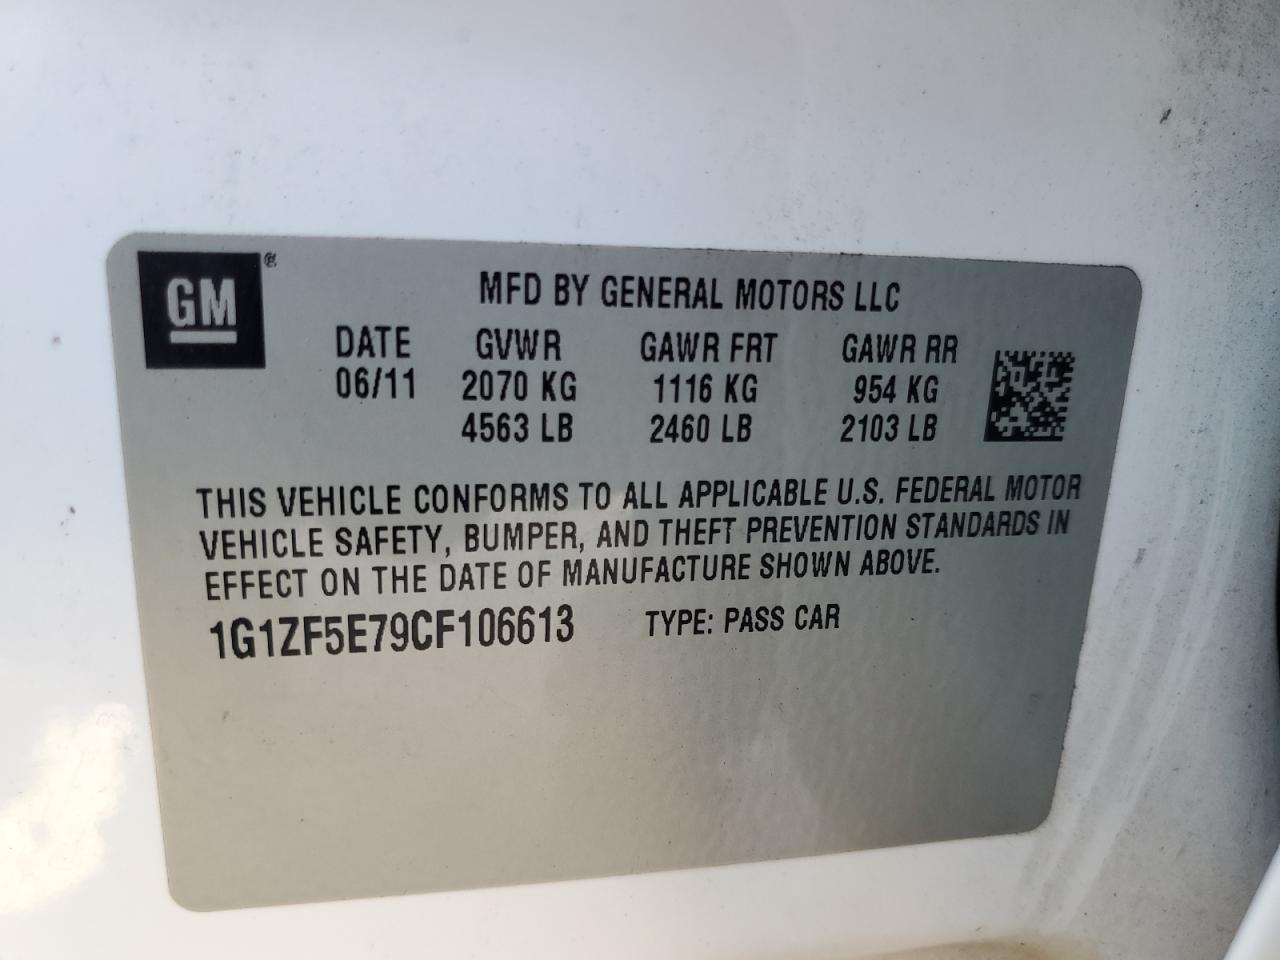 GM®
MFD BY GENERAL MOTORS LLC
DATE GVWR GAWR FRT GAWR RR
06/11 2070 KG 1116 KG 954 KG
4563 LB 2460 LB 2103 LB
THIS VEHICLE CONFORMS TO ALL APPLICABLE U.S. FEDERAL MOTOR
VEHICLE SAFETY, BUMPER, AND THEFT PREVENTION STANDARDS IN
EFFECT ON THE DATE OF MANUFACTURE SHOWN ABOVE.
1G1ZF5E79CF106613 TYPE: PASS CAR